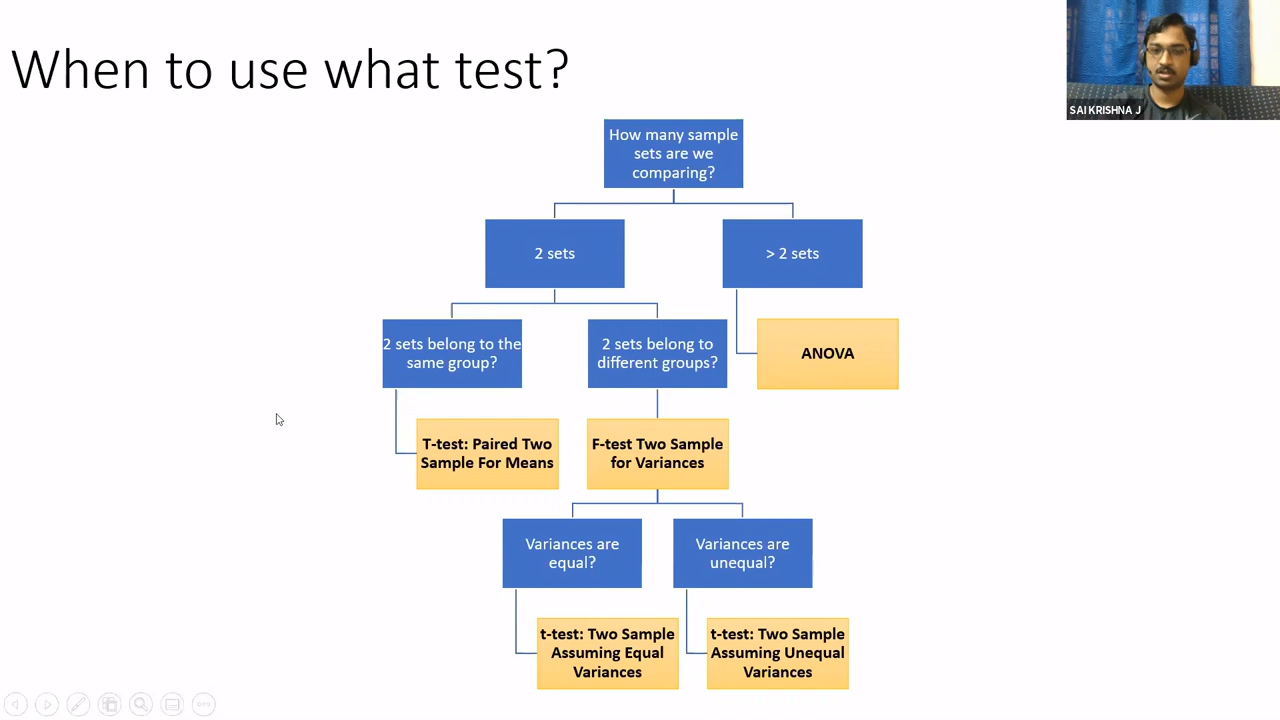 When to use what test?
SAI KRISHNA J
How many sample
sets are we
comparing?
2 sets
> 2 sets
2 sets belong to the
same group?
2 sets belong to
different groups?
ANOVA
T-test: Paired Two
Sample For Means
F-test Two Sample
for Variances
Variances are
equal?
Variances are
unequal?
t-test: Two Sample
Assuming Equal
Variances
t-test: Two Sample
Assuming Unequal
Variances